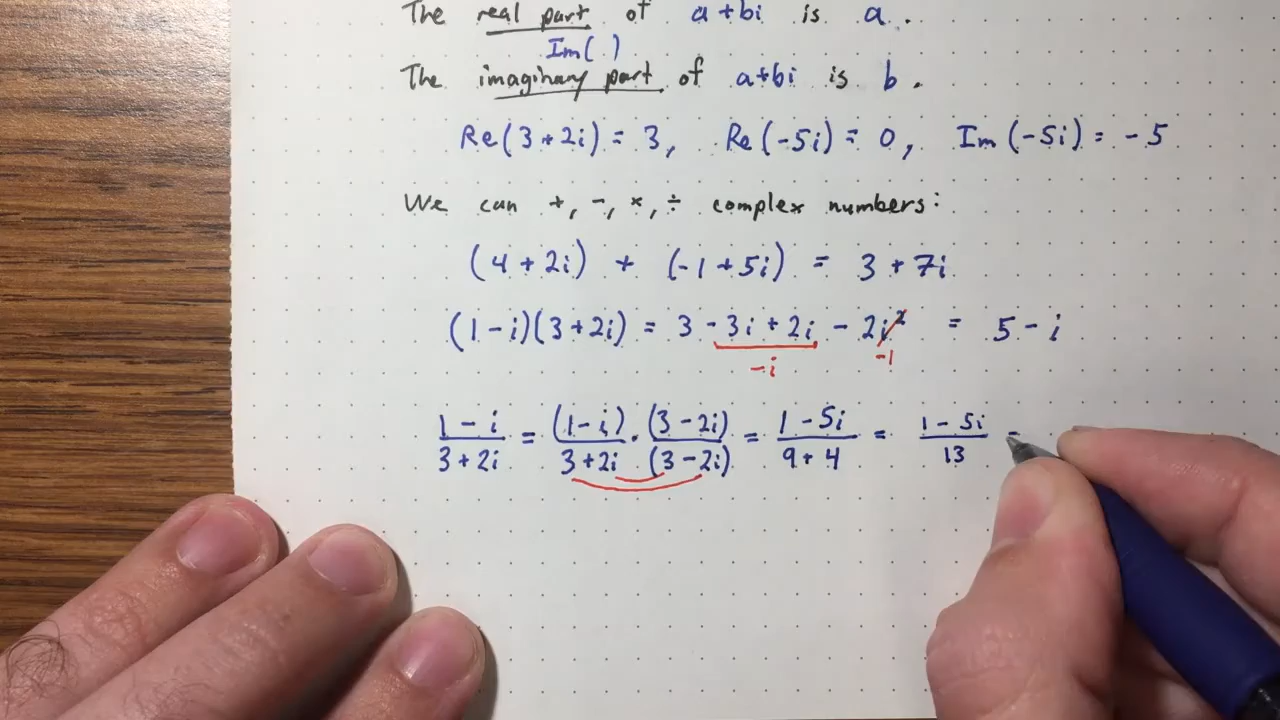 The real part of a+bi is a.
Im( )
The imaginary part of a+bi is b.
Re(3+2i) = 3, Re(-5i) = 0, Im(-5i) = -5
We can +, -, ×, ÷ complex numbers:
(4+2i) + (-1+5i) = 3+7i
(1-i)(3+2i) = 3 - 3i + 2i - 2i² = 5 - i
-i -1
1-i / 3+2i = (1-i) / 3+2i · (3-2i) / (3-2i) = 1-5i / 9+4 = 1-5i / 13 =